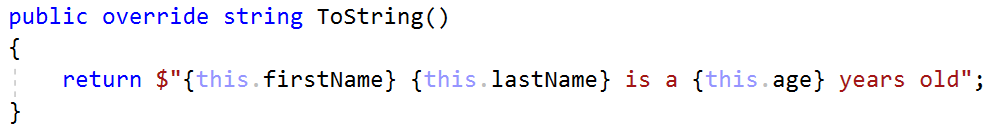 public override string ToString()
{
return $"{this.firstName} {this.lastName} is a {this.age} years old";
}